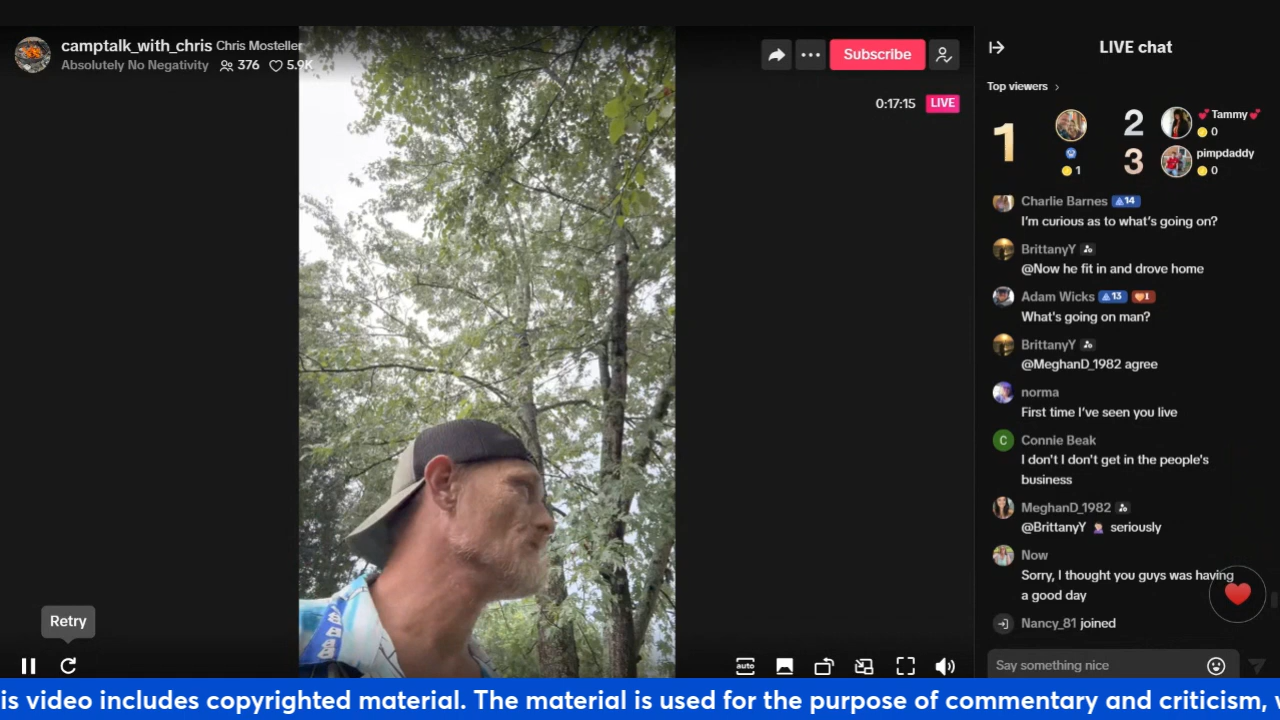 camptalk_with_chris Chris Mosteller
Absolutely No Negativity 376 5.9K
Subscribe
0:17:15 LIVE
LIVE chat
Top viewers
1
1
2
💕Tammy💕
0
3
pimpdaddy
0
Charlie Barnes 14
I'm curious as to what's going on?
BrittanyY
@Now he fit in and drove home
Adam Wicks 13 1
What's going on man?
BrittanyY
@MeghanD_1982 agree
norma
First time I've seen you live
C
Connie Beak
I don't I don't get in the people's
business
MeghanD_1982
@BrittanyY 🤦🏻‍♀️ seriously
Now
Sorry, I thought you guys was having
a good day
Nancy_81 joined
Say something nice
Retry
auto
is video includes copyrighted material. The material is used for the purpose of commentary and criticism,